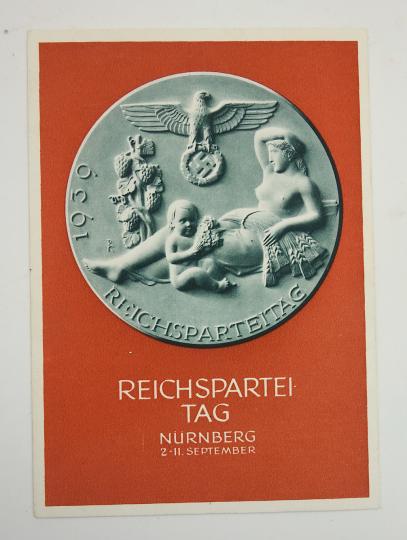 1939
REICHSPARTEITAG
REICHSPARTEI
TAG
NÜRNBERG
2-11. SEPTEMBER